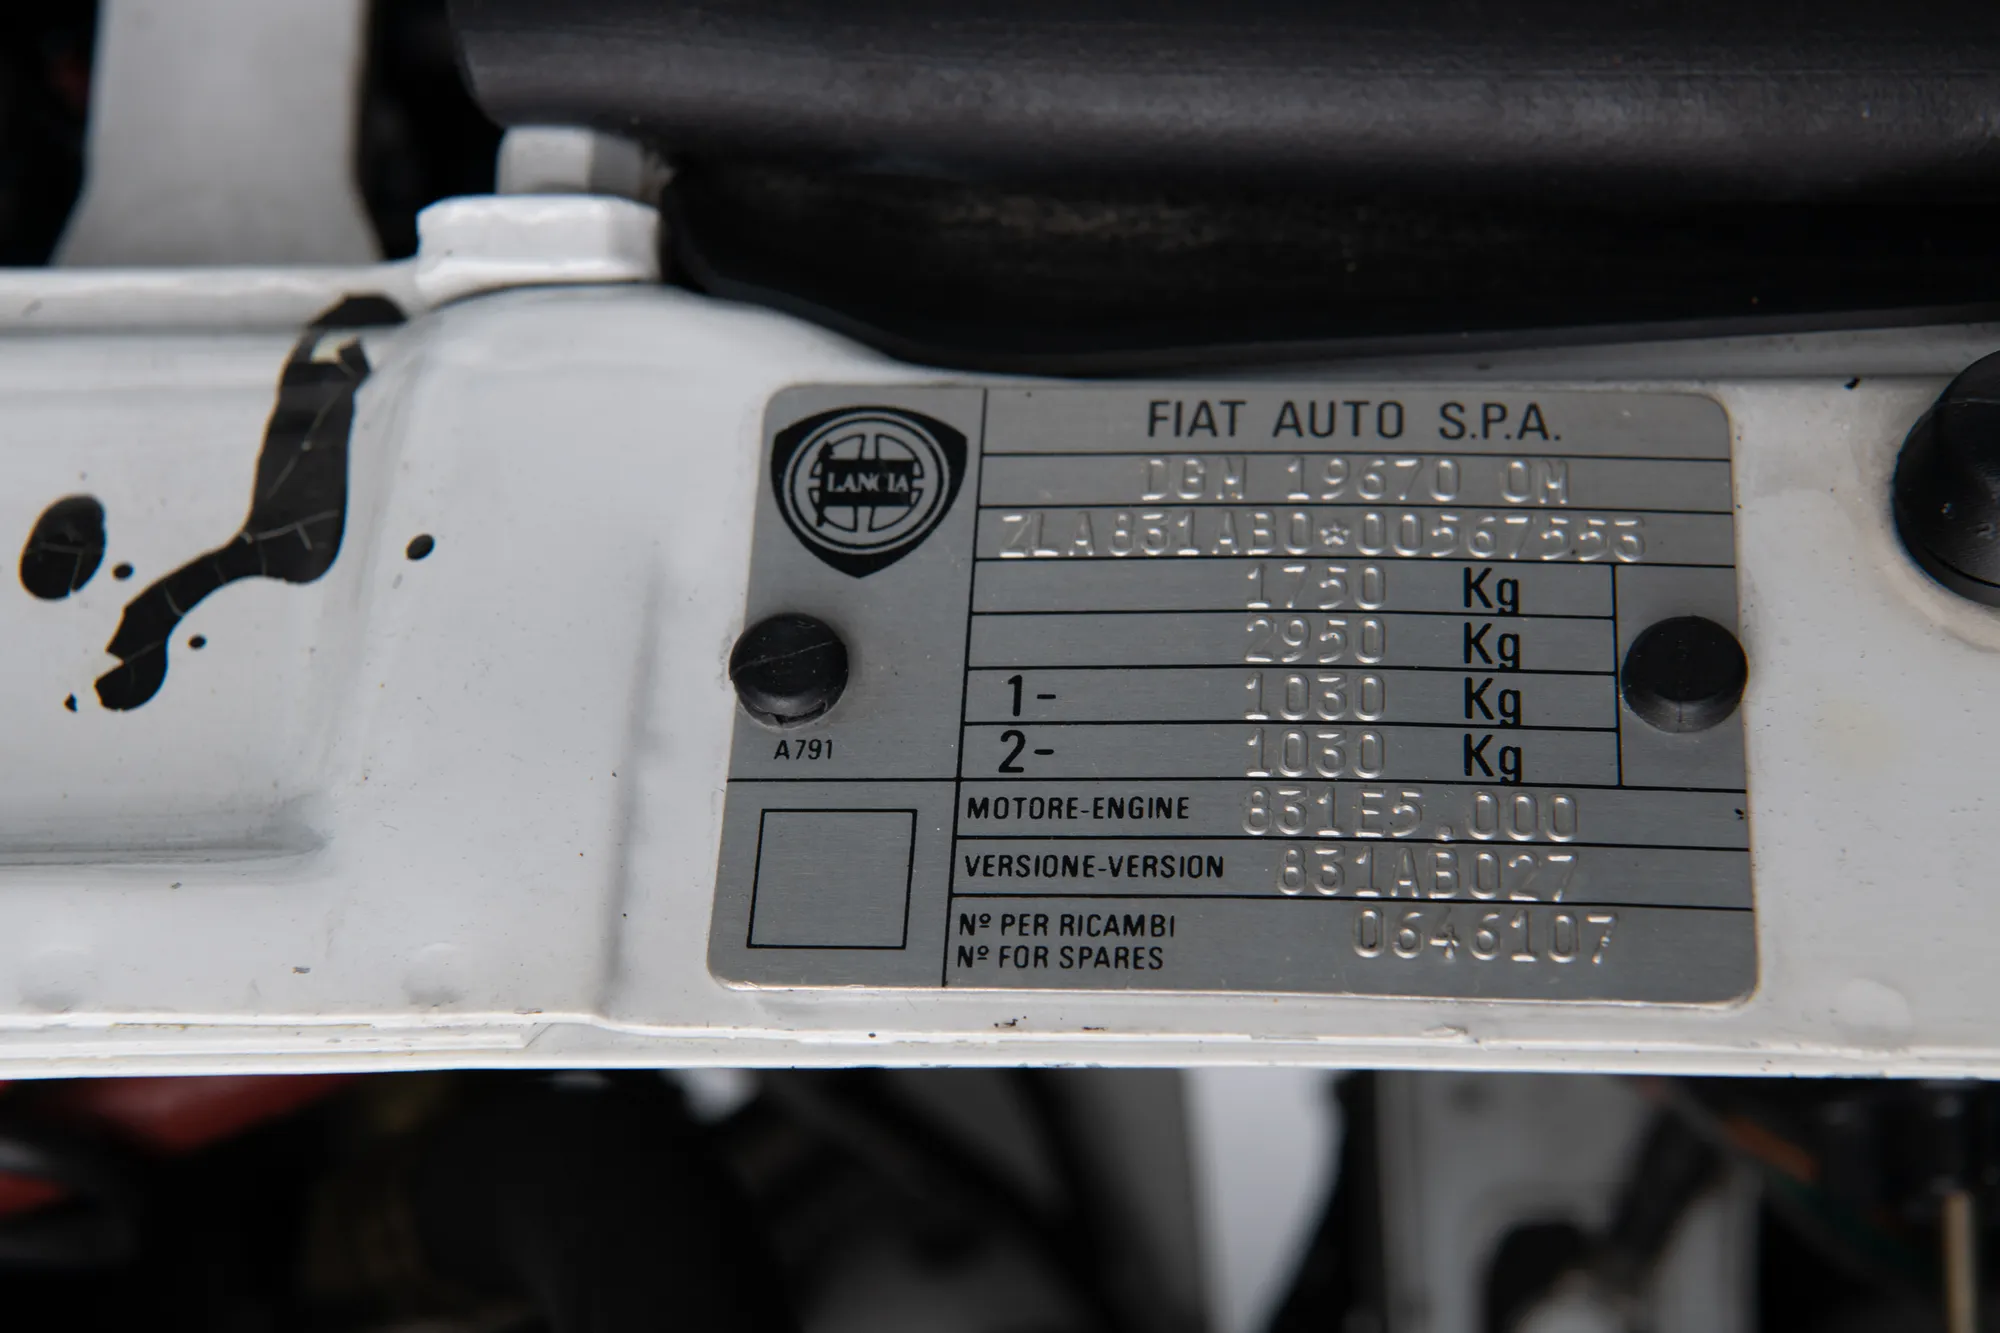 FIAT AUTO S.P.A.
LANCIA
DGM 19670 OM
ZLA831AB0*00567553
1750 Kg
2950 Kg
1- 1030 Kg
2- 1030 Kg
A791
MOTORE-ENGINE 831E5.000
VERSIONE-VERSION 831AB027
Nº PER RICAMBI 0646107
Nº FOR SPARES